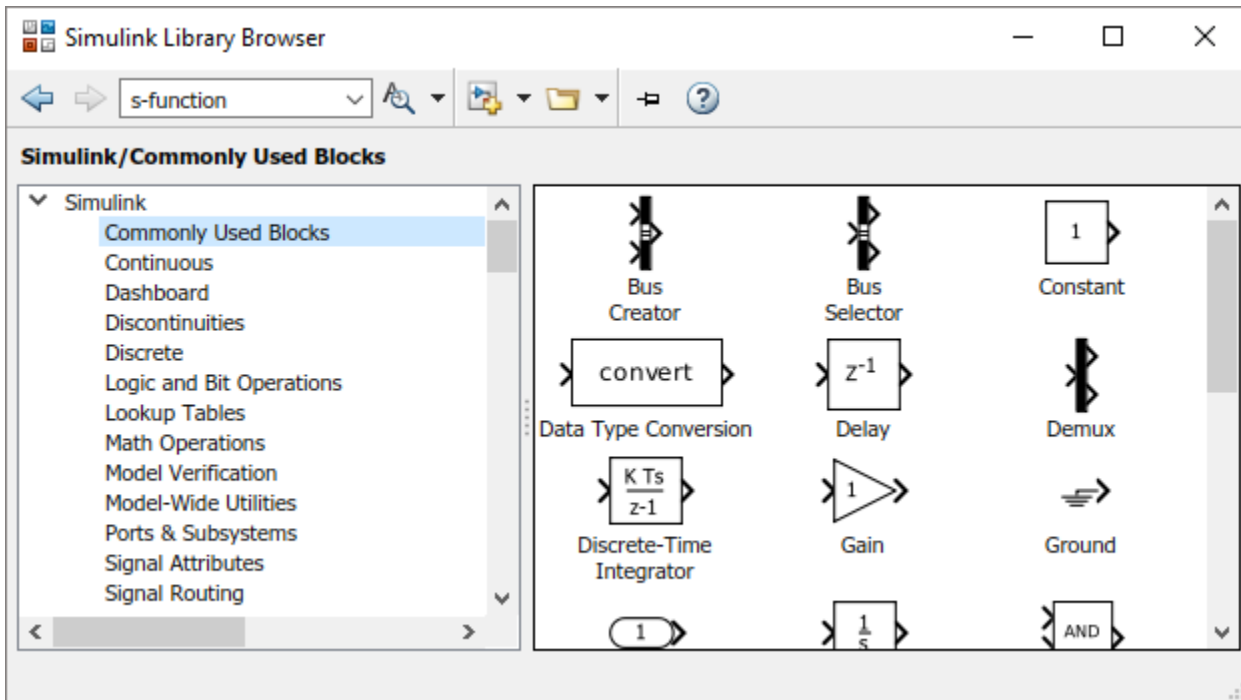 Simulink Library Browser
s-function
Simulink/Commonly Used Blocks
Simulink
Commonly Used Blocks
Continuous
Dashboard
Discontinuities
Discrete
Logic and Bit Operations
Lookup Tables
Math Operations
Model Verification
Model-Wide Utilities
Ports & Subsystems
Signal Attributes
Signal Routing
Bus
Creator
Bus
Selector
1
Constant
convert
Data Type Conversion
z-1
Delay
Demux
K Ts
z-1
Discrete-Time
Integrator
1
Gain
Ground
1
1
s
AND